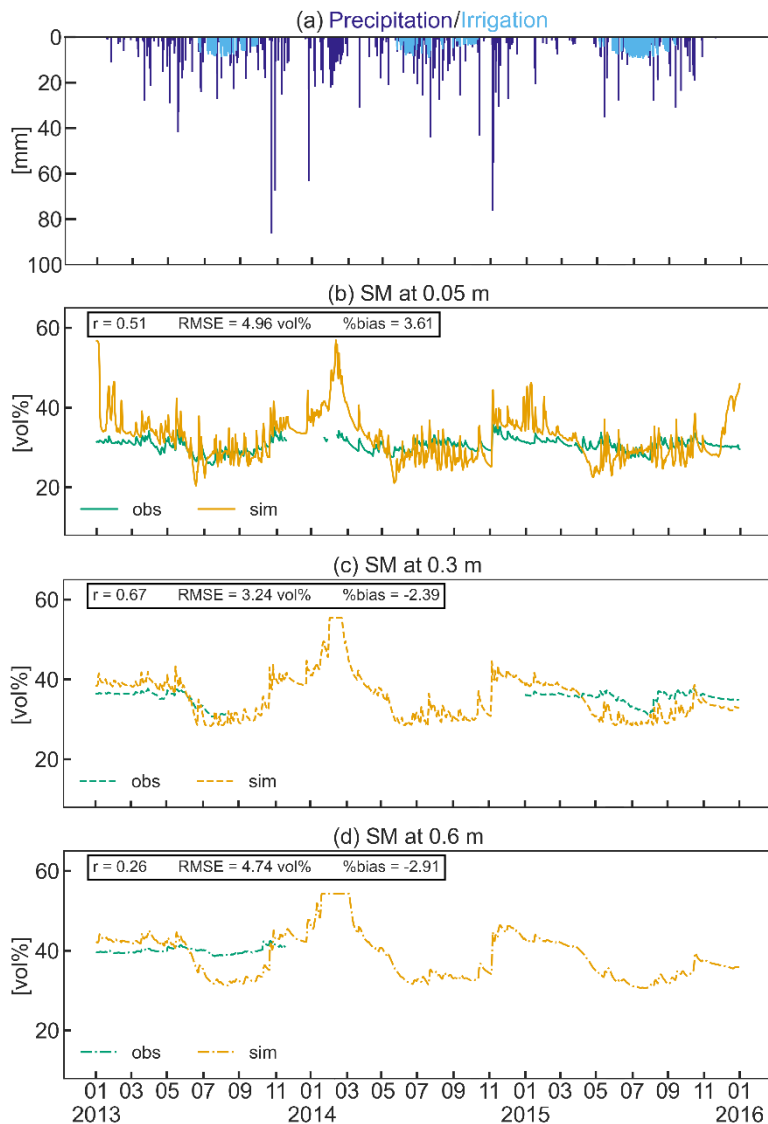 (a) Precipitation/Irrigation
0
20
40
60
80
100
[mm]
(b) SM at 0.05 m
r = 0.51 RMSE = 4.96 vol% %bias = 3.61
60
40
20
[vol%]
obs sim
(c) SM at 0.3 m
r = 0.67 RMSE = 3.24 vol% %bias = -2.39
60
40
20
[vol%]
obs sim
(d) SM at 0.6 m
r = 0.26 RMSE = 4.74 vol% %bias = -2.91
60
40
20
[vol%]
obs sim
01 03 05 07 09 11 01 03 05 07 09 11 01 03 05 07 09 11 01
2013 2014 2015 2016